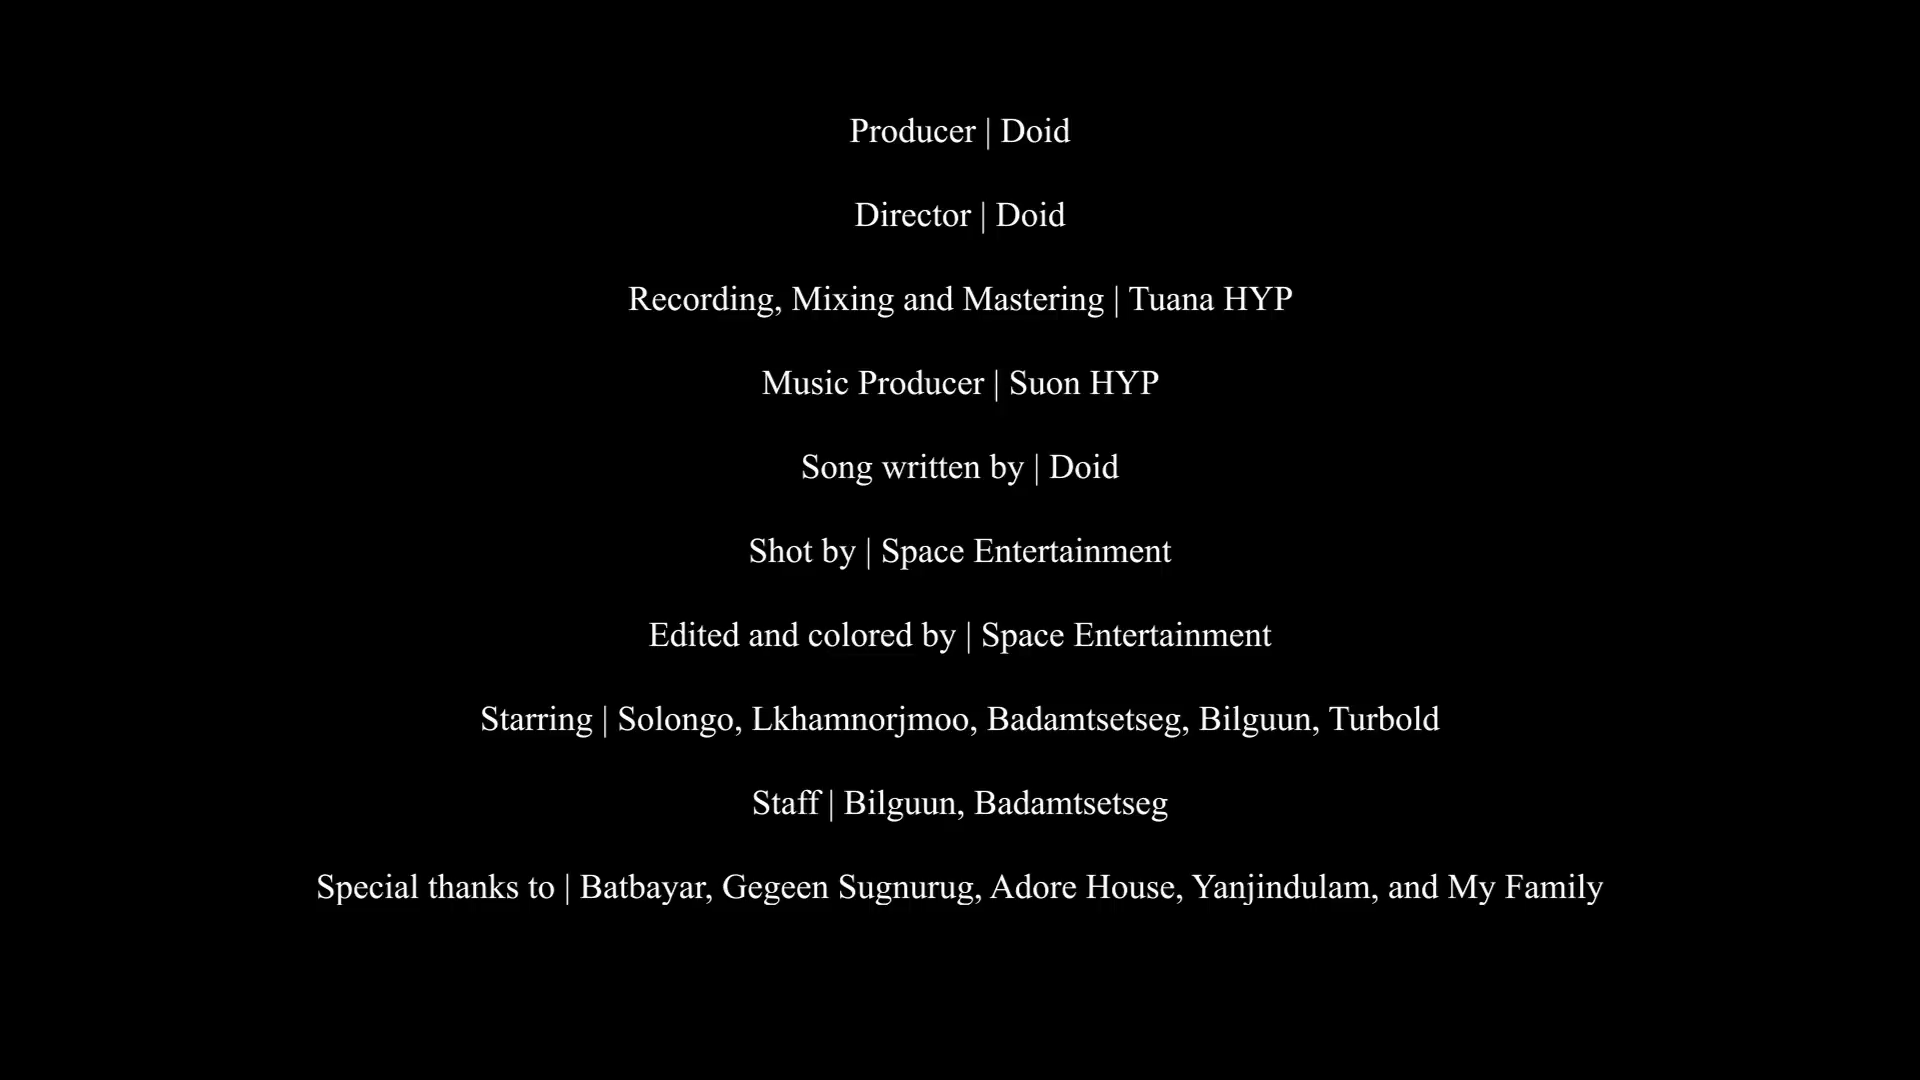 Producer | Doid
Director | Doid
Recording, Mixing and Mastering | Tuana HYP
Music Producer | Suon HYP
Song written by | Doid
Shot by | Space Entertainment
Edited and colored by | Space Entertainment
Starring | Solongo, Lkhamnorjmoo, Badamtsetseg, Bilguun, Turbold
Staff | Bilguun, Badamtsetseg
Special thanks to | Batbayar, Gegeen Sugnurug, Adore House, Yanjindulam, and My Family